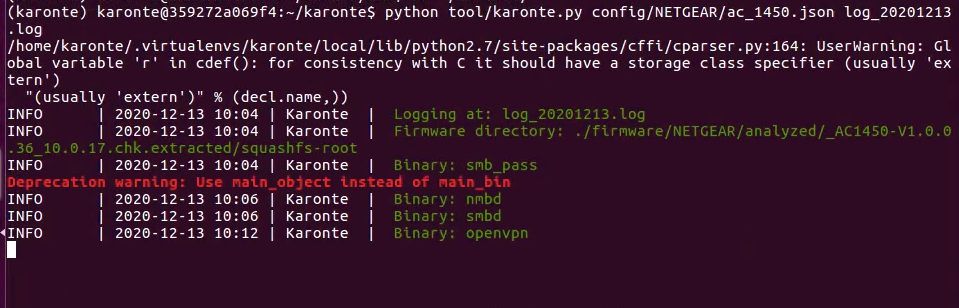 (karonte) karonte@359272a069f4:~/karonte$ python tool/karonte.py config/NETGEAR/ac_1450.json log_20201213
.log
/home/karonte/.virtualenvs/karonte/local/lib/python2.7/site-packages/cffi/cparser.py:164: UserWarning: Gl
obal variable 'r' in cdef(): for consistency with C it should have a storage class specifier (usually 'ex
tern')
  "(usually 'extern')" % (decl.name,))
INFO | 2020-12-13 10:04 | Karonte | Logging at: log_20201213.log
INFO | 2020-12-13 10:04 | Karonte | Firmware directory: ./firmware/NETGEAR/analyzed/_AC1450-V1.0.0
.36_10.0.17.chk.extracted/squashfs-root
INFO | 2020-12-13 10:04 | Karonte | Binary: smb_pass
Deprecation warning: Use main_object instead of main_bin
INFO | 2020-12-13 10:06 | Karonte | Binary: nmbd
INFO | 2020-12-13 10:06 | Karonte | Binary: smbd
INFO | 2020-12-13 10:12 | Karonte | Binary: openvpn